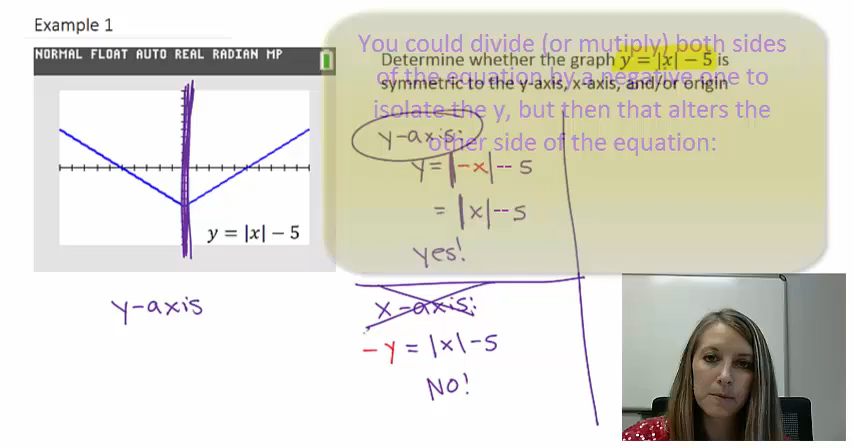 Example 1
NORMAL FLOAT AUTO REAL RADIAN MP
y = |x| − 5
y-axis
You could divide (or mutiply) both sides
of the equation by a negative one to
isolate the y, but then that alters the
other side of the equation:
Determine whether the graph y = |x| − 5 is
symmetric to the y-axis, x-axis, and/or origin
y-axis:
y = |-x| -- 5
= |x| -- 5
yes!
x-axis:
-y = |x| - 5
No!